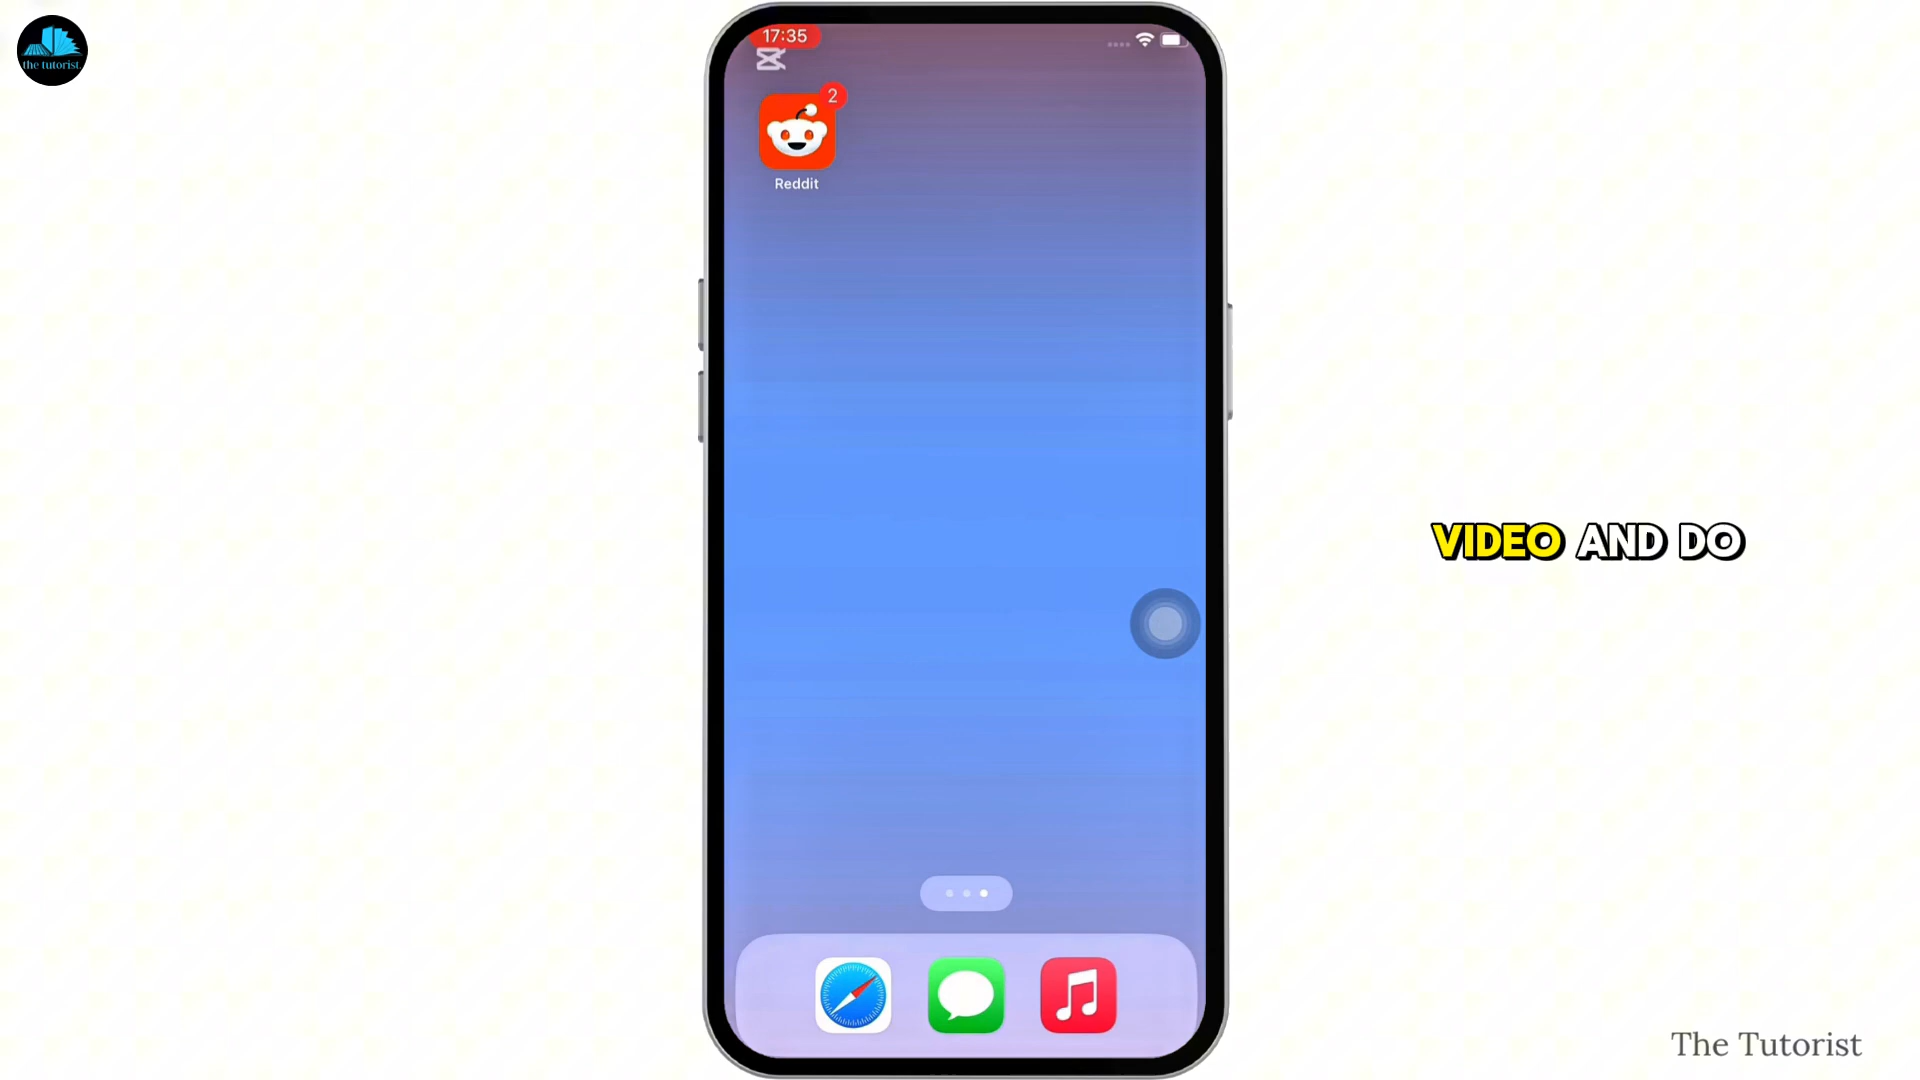 the tutorist.
17:35
2
Reddit
VIDEO AND DO
The Tutorist